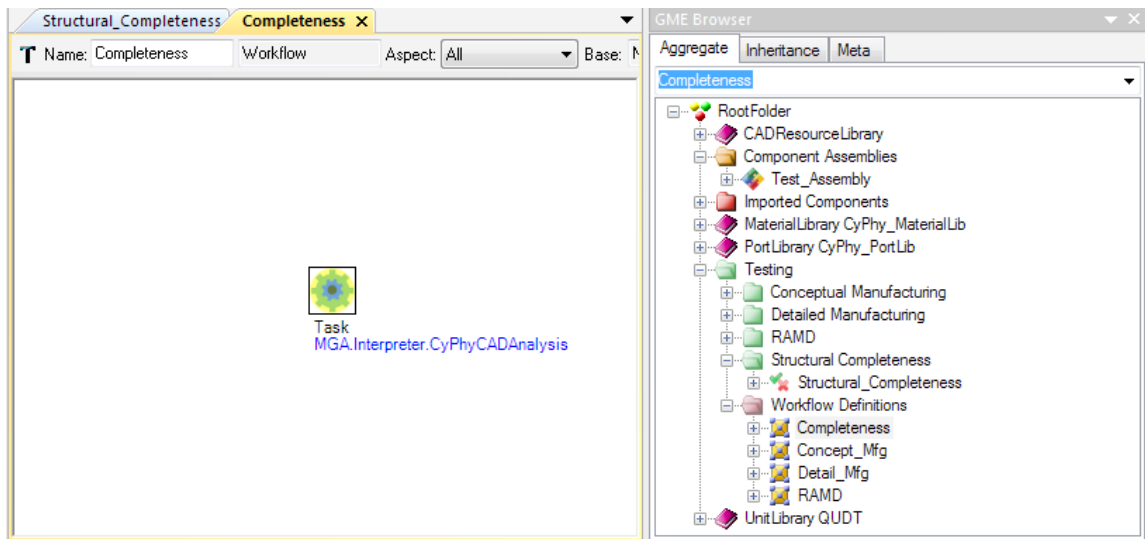 Structural_Completeness Completeness X
Name: Completeness Workflow Aspect: All Base: N
Task
MGA.Interpreter.CyPhyCADAnalysis
GME Browser
Aggregate Inheritance Meta
Completeness
RootFolder
CADResourceLibrary
Component Assemblies
Test_Assembly
Imported Components
MaterialLibrary CyPhy_MaterialLib
PortLibrary CyPhy_PortLib
Testing
Conceptual Manufacturing
Detailed Manufacturing
RAMD
Structural Completeness
Structural_Completeness
Workflow Definitions
Completeness
Concept_Mfg
Detail_Mfg
RAMD
UnitLibrary QUDT